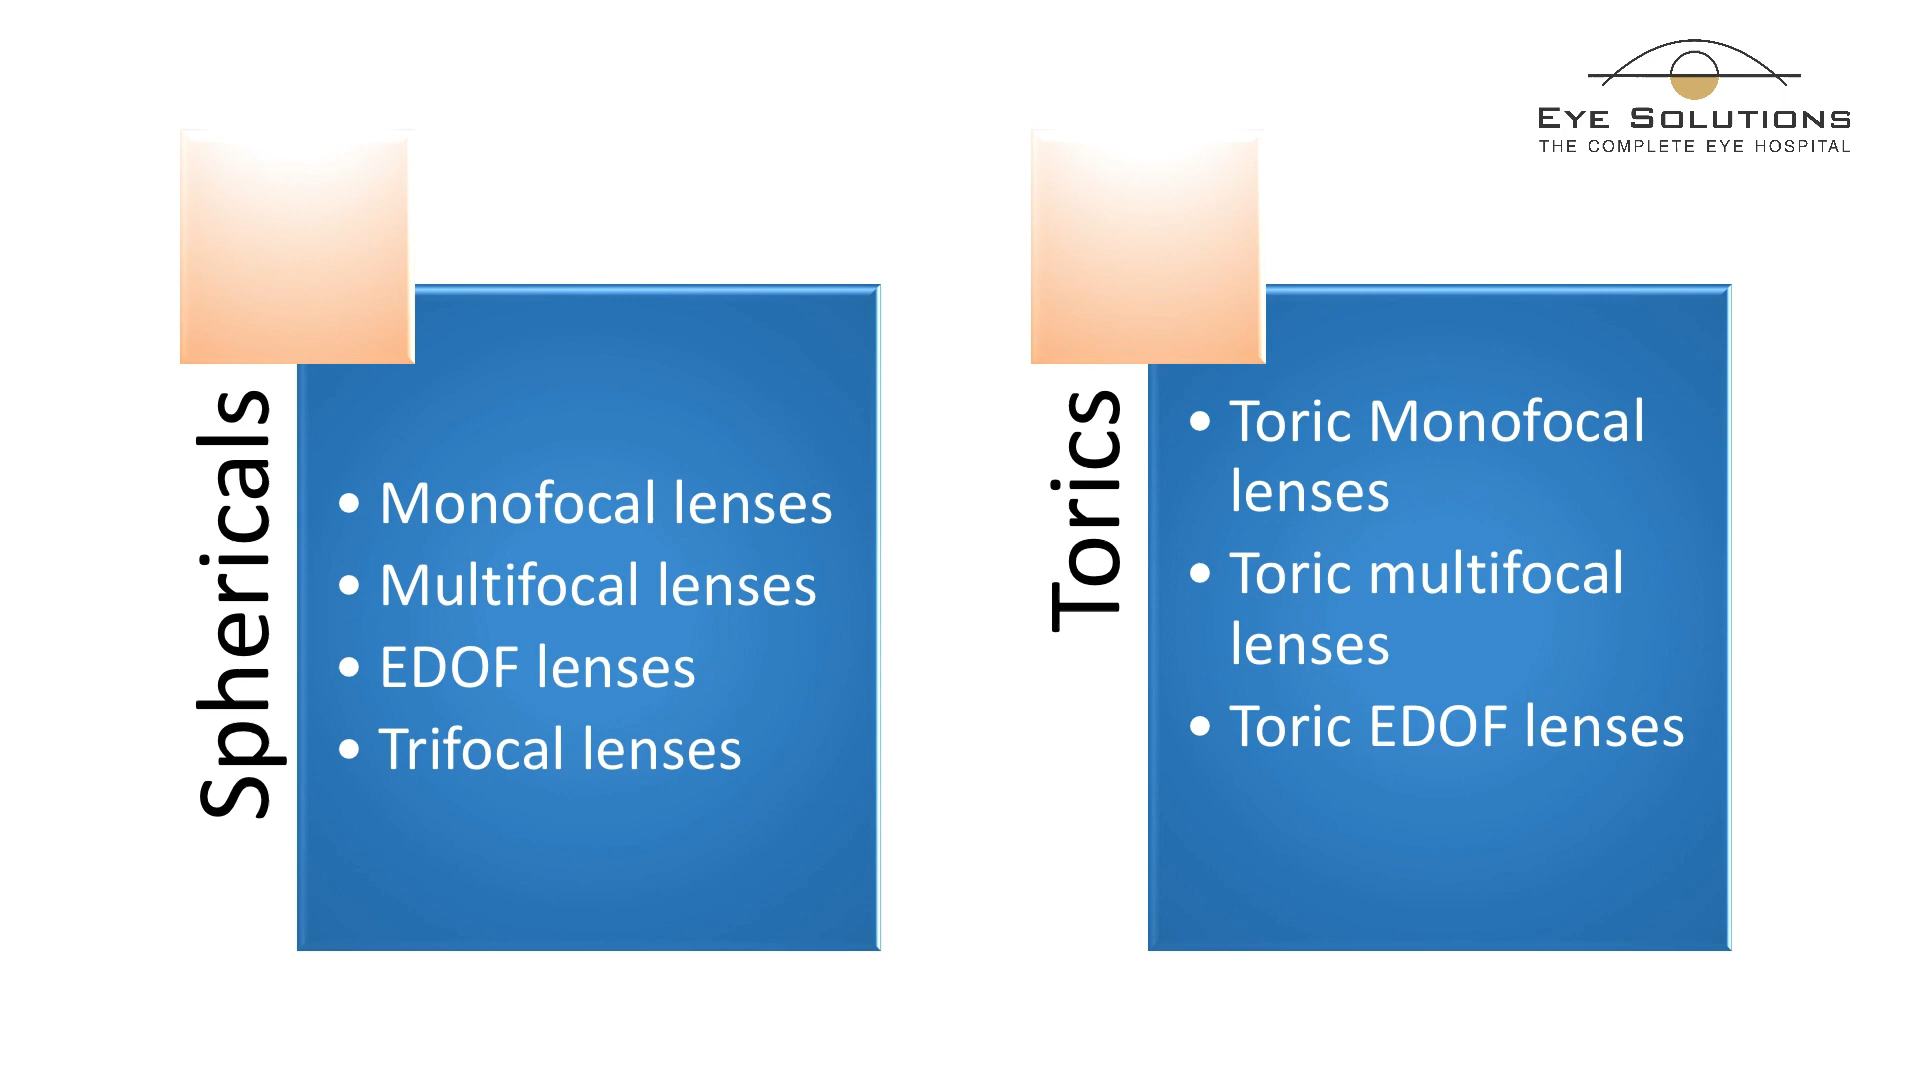 EYE SOLUTIONS
THE COMPLETE EYE HOSPITAL
Sphericals
• Monofocal lenses
• Multifocal lenses
• EDOF lenses
• Trifocal lenses
Torics
• Toric Monofocal
lenses
• Toric multifocal
lenses
• Toric EDOF lenses